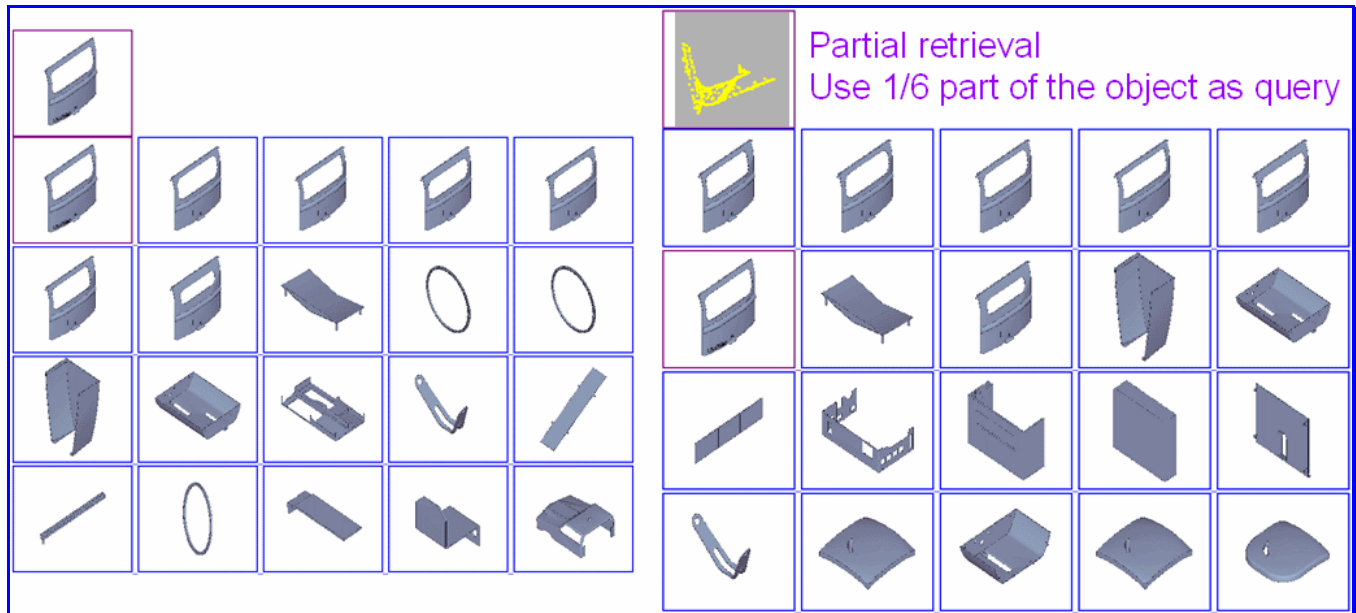 Partial retrieval
Use 1/6 part of the object as query